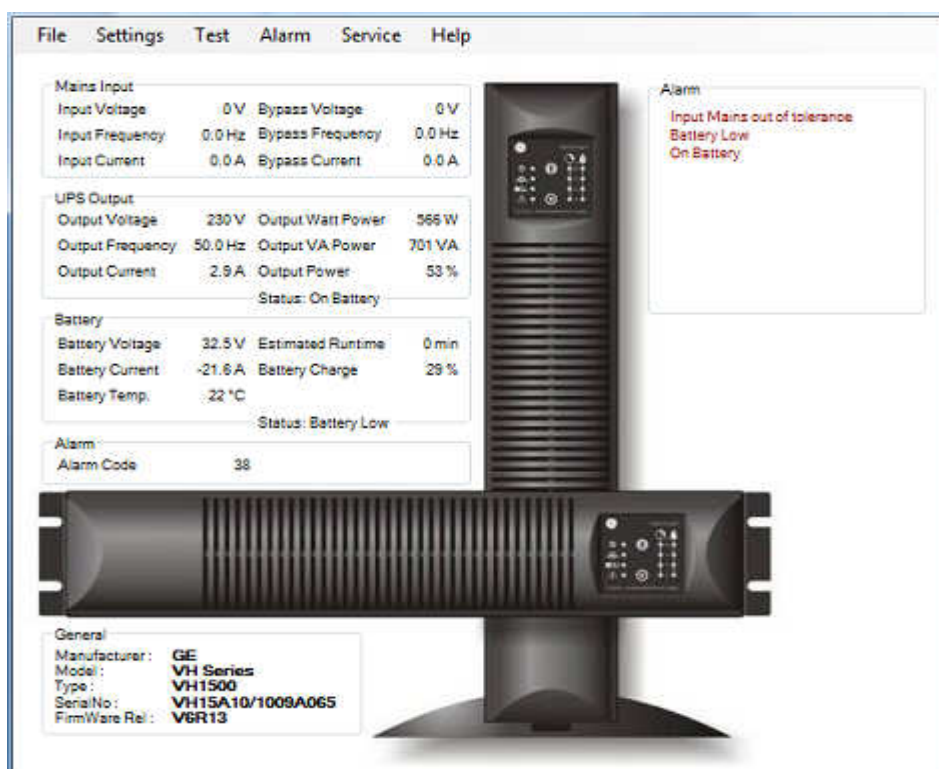 File Settings Test Alarm Service Help
Mains Input
Input Voltage 0 V Bypass Voltage 0 V
Input Frequency 0.0 Hz Bypass Frequency 0.0 Hz
Input Current 0.0 A Bypass Current 0.0 A
UPS Output
Output Voltage 230 V Output Watt Power 566 W
Output Frequency 50.0 Hz Output VA Power 701 VA
Output Current 2.9 A Output Power 53 %
Status: On Battery
Battery
Battery Voltage 32.5 V Estimated Runtime 0 min
Battery Current -21.6 A Battery Charge 29 %
Battery Temp. 22 °C
Status: Battery Low
Alarm
Alarm Code 38
General
Manufacturer : GE
Model : VH Series
Type : VH1500
SerialNo : VH15A10/1009A065
FirmWare Rel : V6R13
Alarm
Input Mains out of tolerance
Battery Low
On Battery